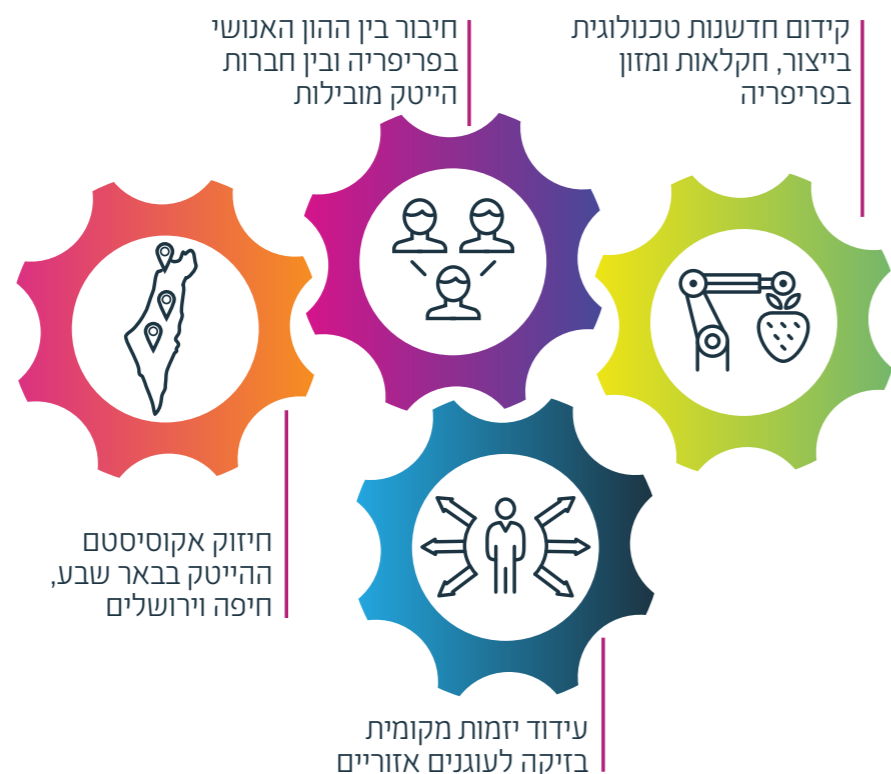 קידום חדשנות טכנולוגית
בייצור, חקלאות ומזון
בפריפריה
חיבור בין ההון האנושי
בפריפריה ובין חברות
הייטק מובילות
חיזוק אקוסיסטם
ההייטק בבאר שבע,
חיפה וירושלים
עידוד יזמות מקומית
בזיקה לעוגנים אזוריים